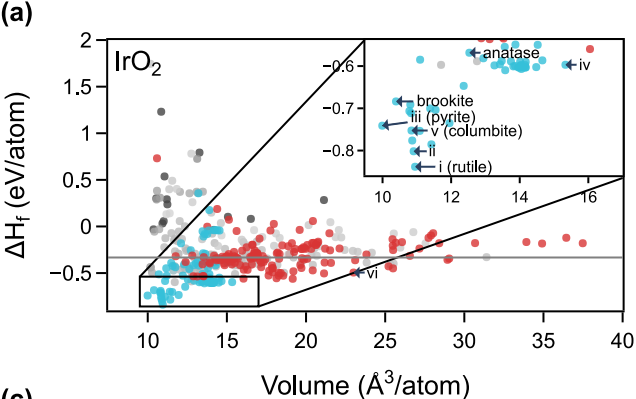 (a)
IrO₂
2
1.5
1
0.5
0
−0.5
ΔH_f (eV/atom)
10
15
20
25
30
35
40
Volume (Å³/atom)
vi
−0.6
−0.7
−0.8
10
12
14
16
anatase
iv
brookite
iii (pyrite)
v (columbite)
ii
i (rutile)
(c)